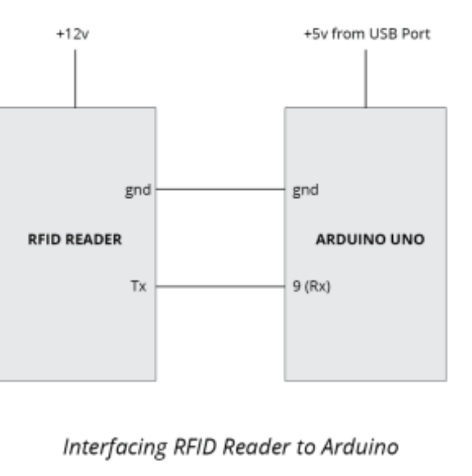 +12v
+5v from USB Port
gnd
gnd
RFID READER
ARDUINO UNO
Tx
9 (Rx)
Interfacing RFID Reader to Arduino